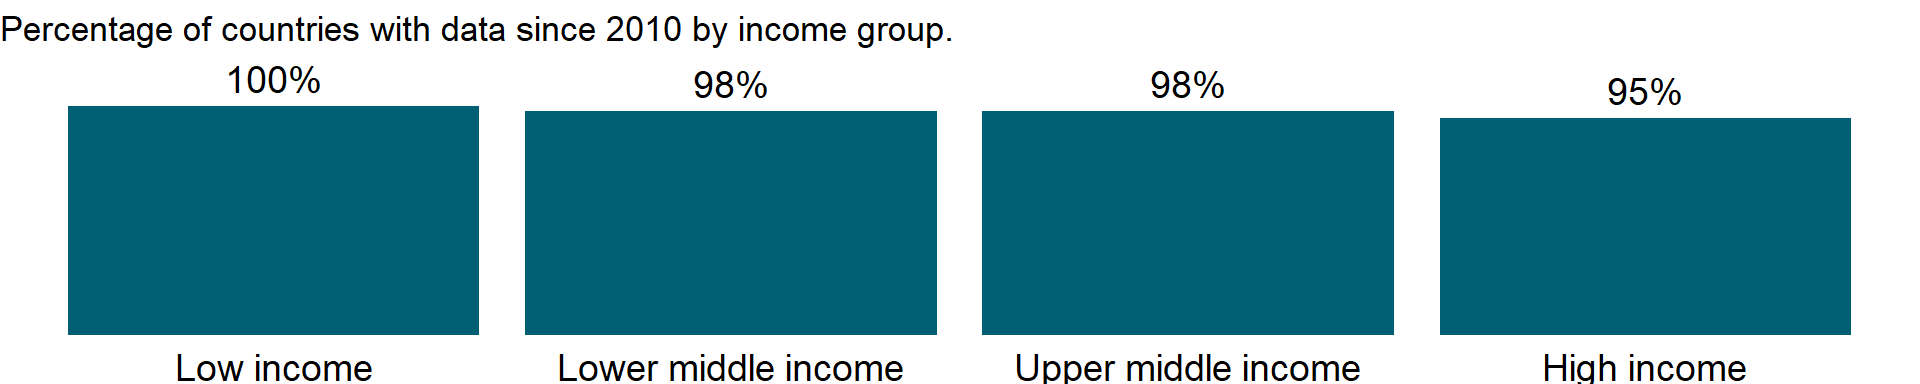 Percentage of countries with data since 2010 by income group.
100%
98%
98%
95%
Low income
Lower middle income
Upper middle income
High income